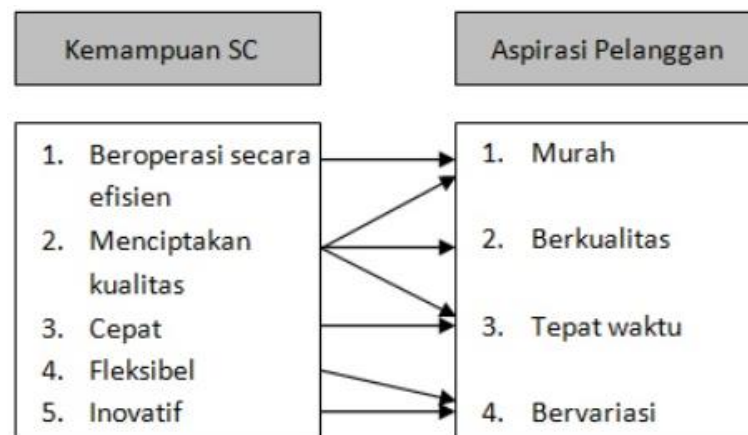 Kemampuan SC
Aspirasi Pelanggan
1. Beroperasi secara
efisien
2. Menciptakan
kualitas
3. Cepat
4. Fleksibel
5. Inovatif
1. Murah
2. Berkualitas
3. Tepat waktu
4. Bervariasi